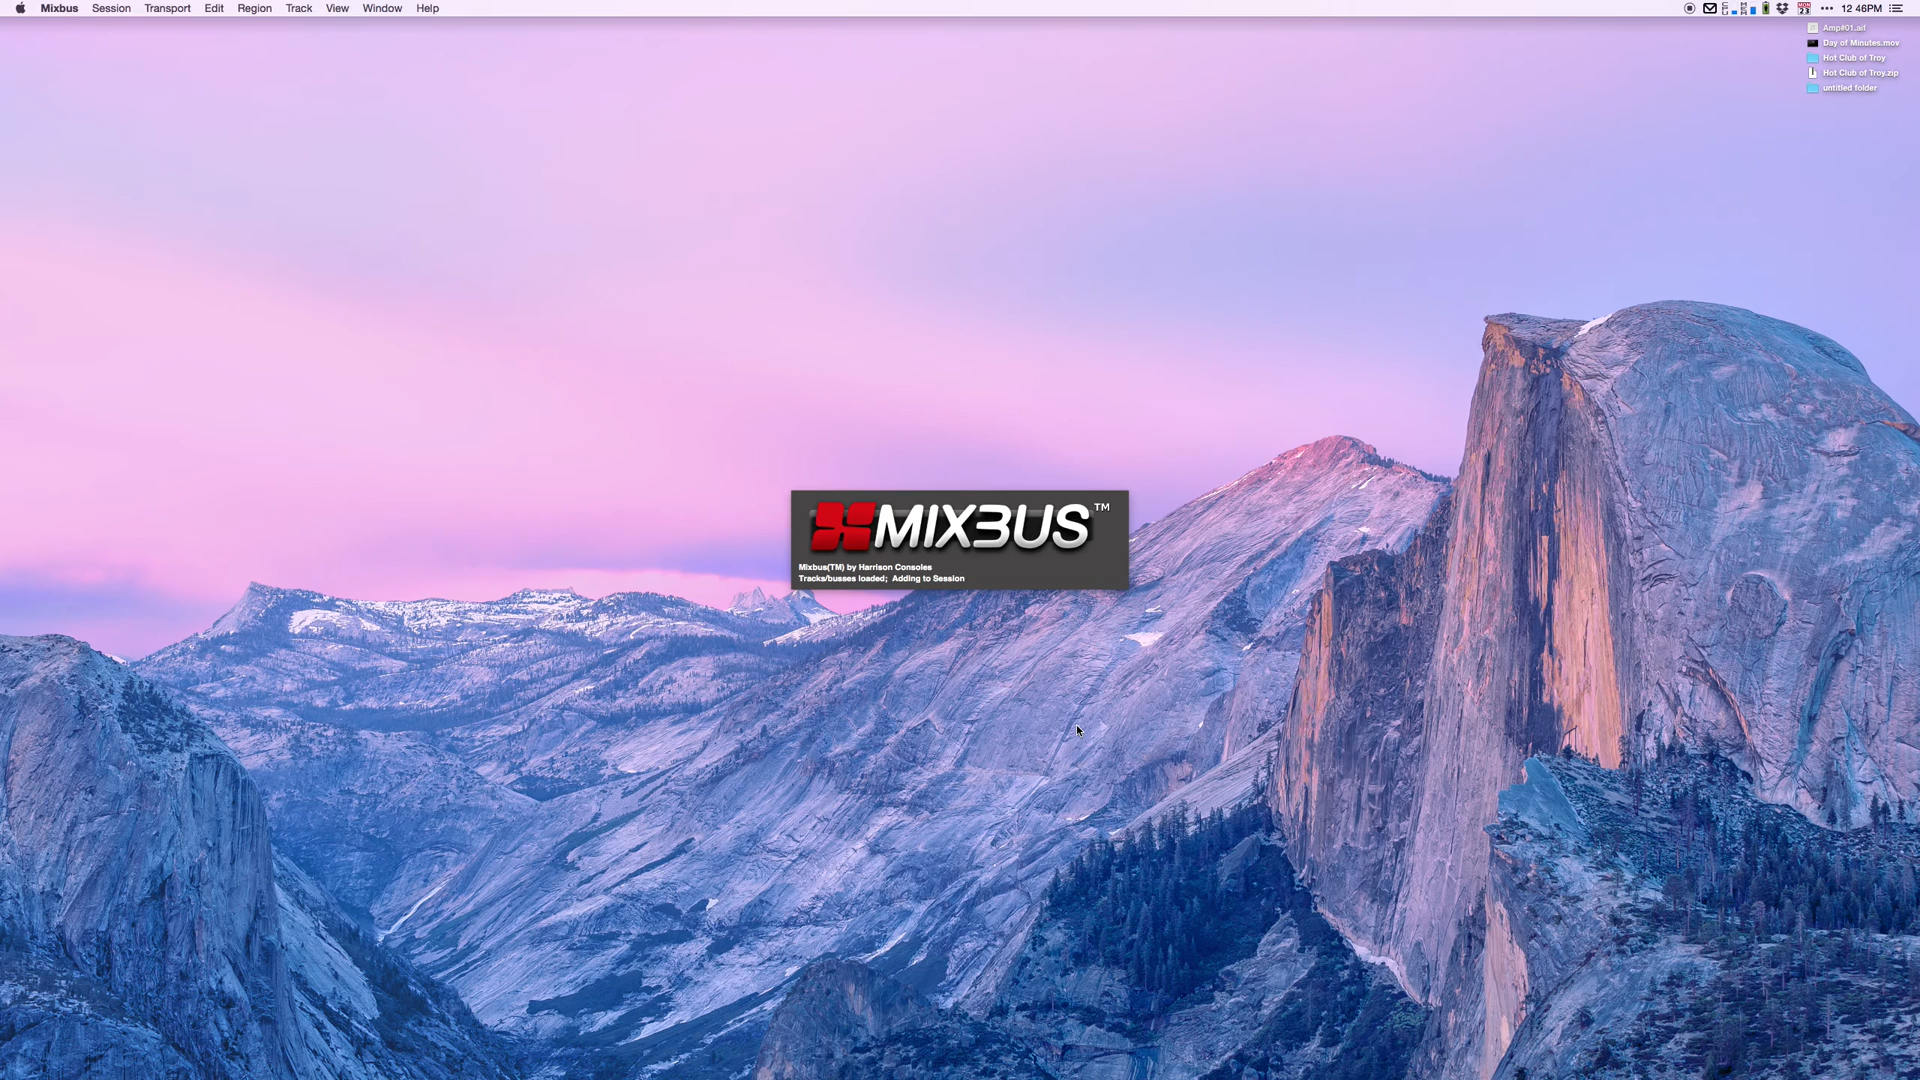 Mixbus Session Transport Edit Region Track View Window Help
12 46PM
Amp#01.aif
Day of Minutes.mov
Hot Club of Troy
Hot Club of Troy.zip
untitled folder
MIXBUS™
Mixbus(TM) by Harrison Consoles
Tracks/busses loaded; Adding to Session